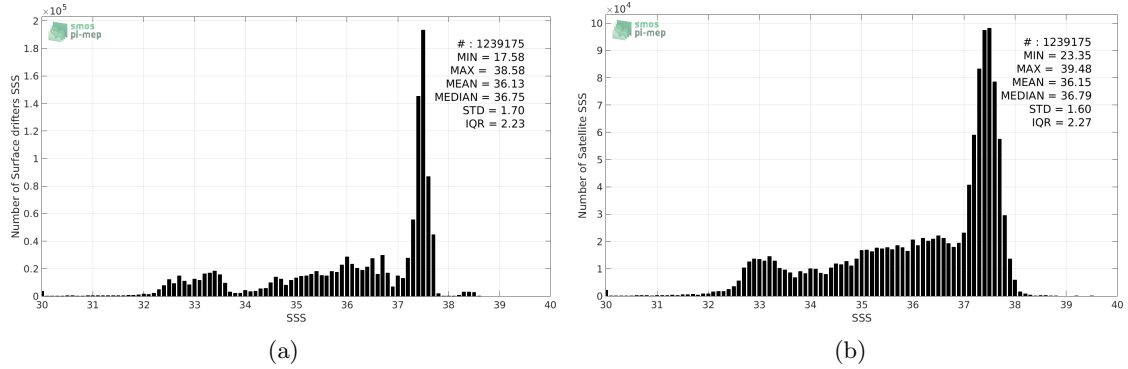 ×10⁵
smos
pi-mep
# : 1239175
MIN = 17.58
MAX = 38.58
MEAN = 36.13
MEDIAN = 36.75
STD = 1.70
IQR = 2.23
Number of Surface drifters SSS
2
1.8
1.6
1.4
1.2
1
0.8
0.6
0.4
0.2
0
30 31 32 33 34 35 36 37 38 39 40
SSS
(a)
×10⁴
smos
pi-mep
# : 1239175
MIN = 23.35
MAX = 39.48
MEAN = 36.15
MEDIAN = 36.79
STD = 1.60
IQR = 2.27
Number of Satellite SSS
10
9
8
7
6
5
4
3
2
1
0
30 31 32 33 34 35 36 37 38 39 40
SSS
(b)